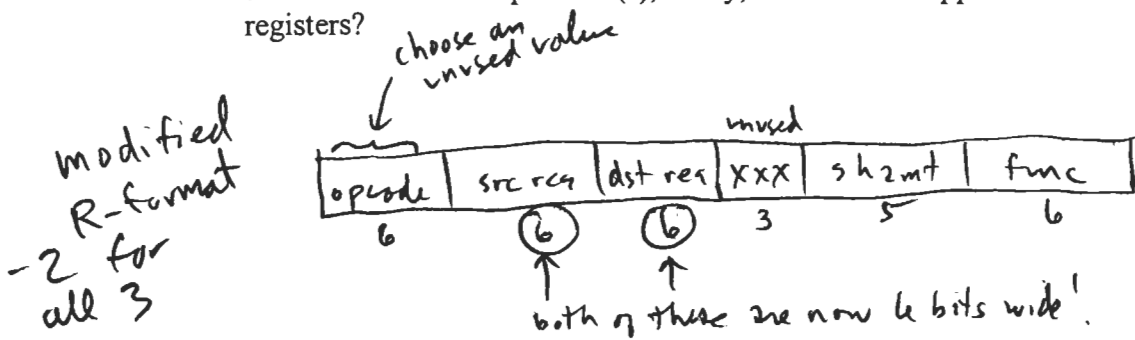 registers?
choose an
unused value
modified
R-format
-2 for
all 3
unused
opcode src reg dst reg xxx shamt func
6 6 6 3 5 6
both of these are now 6 bits wide!